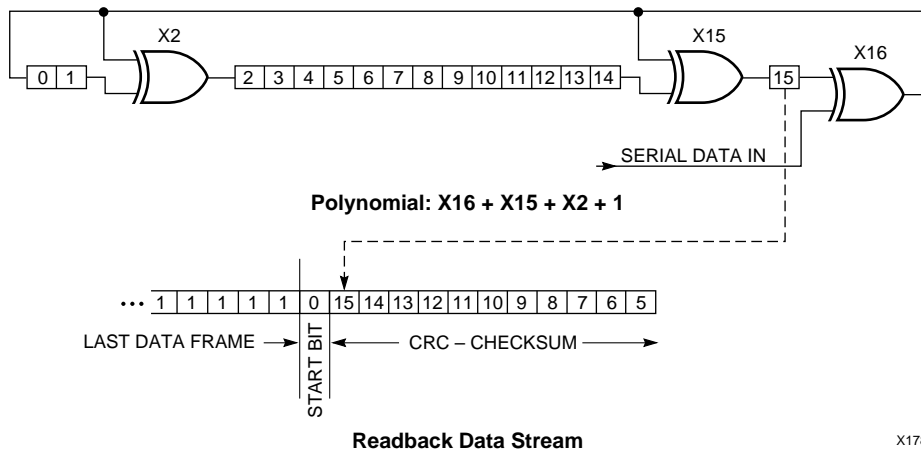 X2
X15
X16
0 1
2 3 4 5 6 7 8 9 10 11 12 13 14
15
SERIAL DATA IN
Polynomial: X16 + X15 + X2 + 1
••• 1 1 1 1 1 0 15 14 13 12 11 10 9 8 7 6 5
LAST DATA FRAME
START BIT
CRC – CHECKSUM
Readback Data Stream